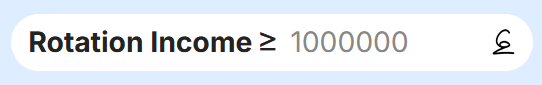 Rotation Income ≥ 1000000